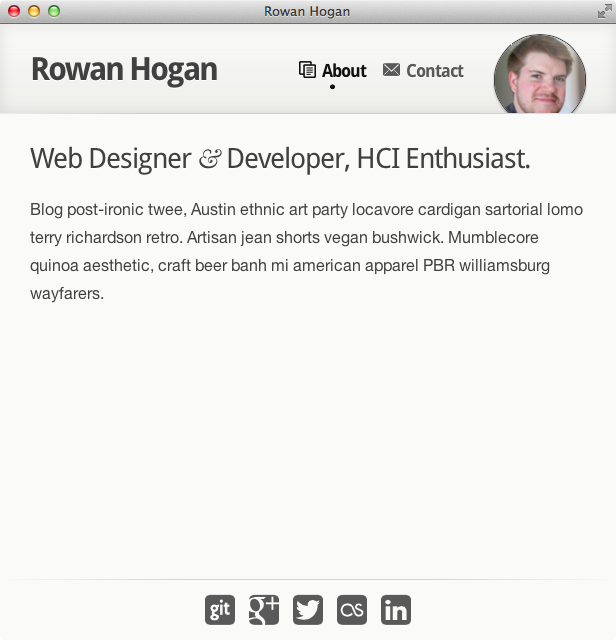 Rowan Hogan
Rowan Hogan
About
Contact
Web Designer & Developer, HCI Enthusiast.
Blog post-ironic twee, Austin ethnic art party locavore cardigan sartorial lomo
terry richardson retro. Artisan jean shorts vegan bushwick. Mumblecore
quinoa aesthetic, craft beer banh mi american apparel PBR williamsburg
wayfarers.
git g+ in